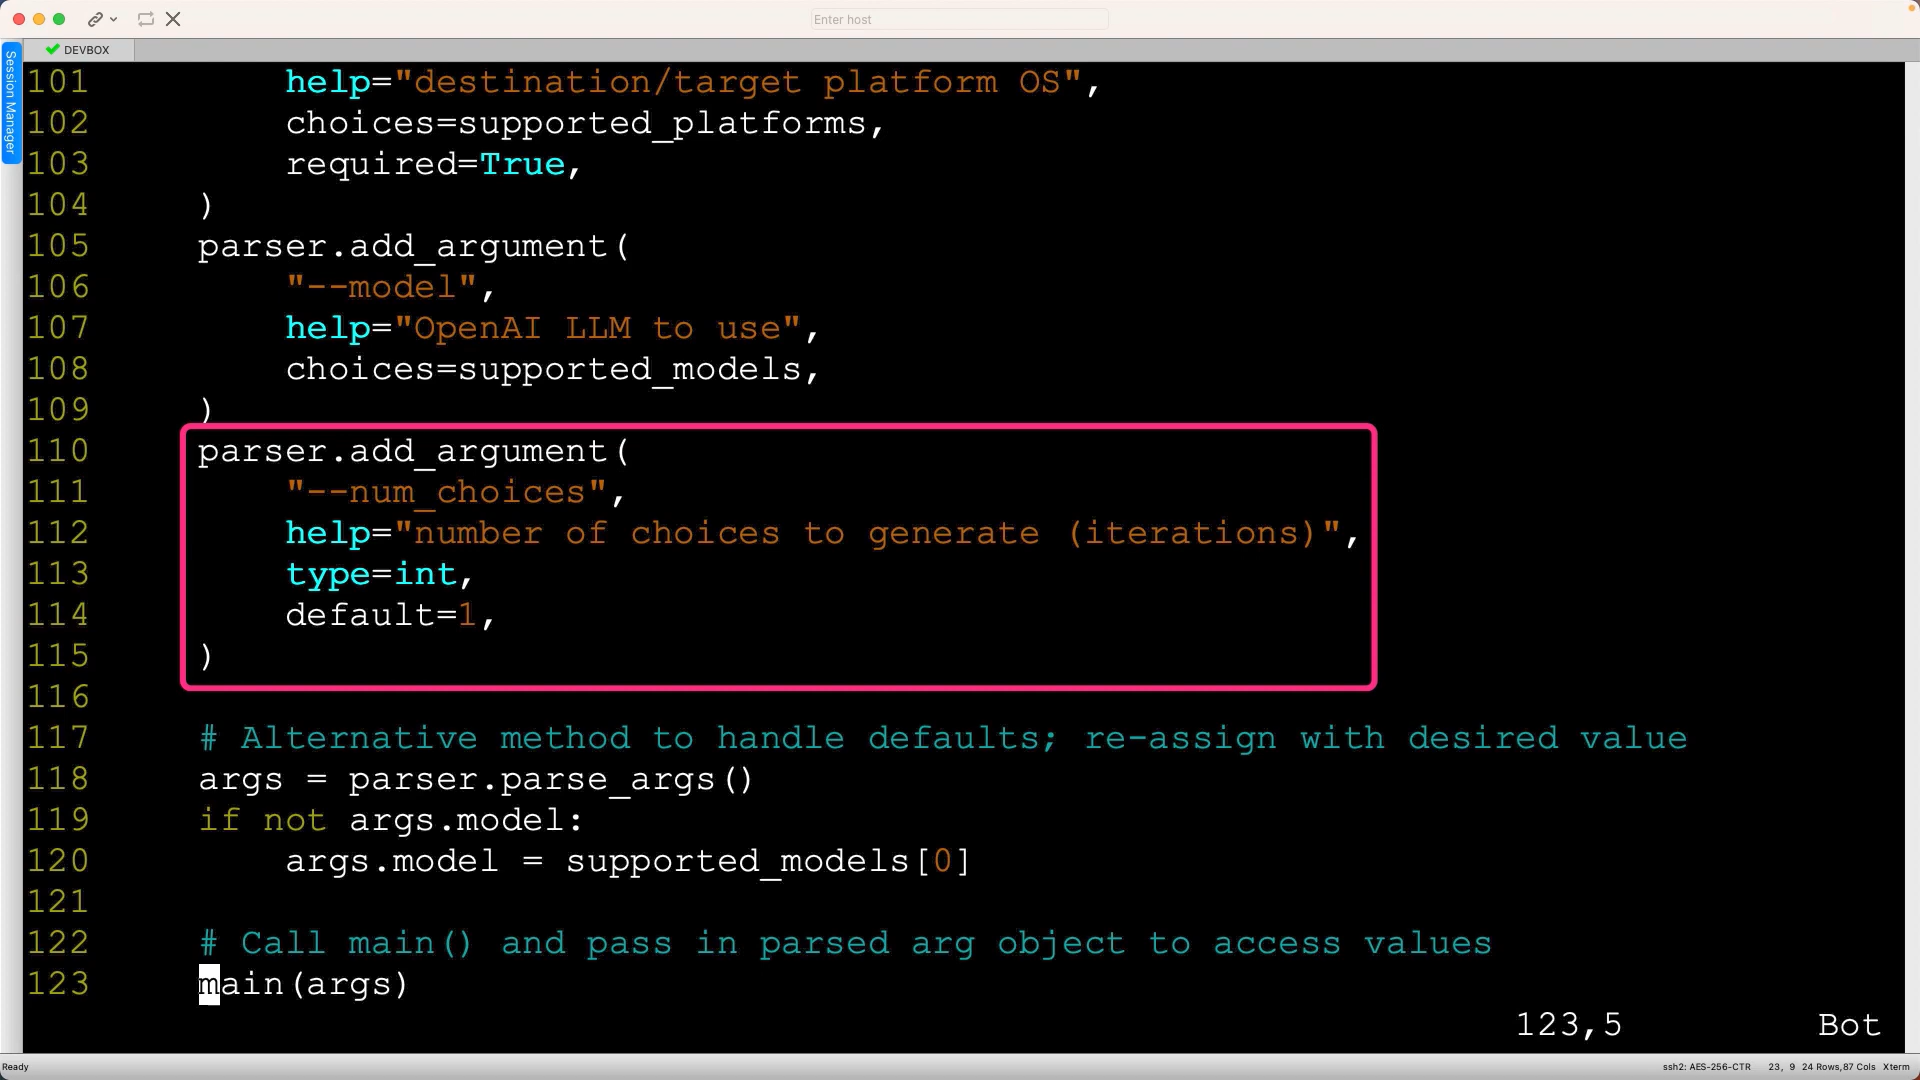 Enter host
DEVBOX
Session Manager
101         help="destination/target platform OS",
102         choices=supported_platforms,
103         required=True,
104     )
105     parser.add_argument(
106         "--model",
107         help="OpenAI LLM to use",
108         choices=supported_models,
109     )
110     parser.add_argument(
111         "--num_choices",
112         help="number of choices to generate (iterations)",
113         type=int,
114         default=1,
115     )
116
117     # Alternative method to handle defaults; re-assign with desired value
118     args = parser.parse_args()
119     if not args.model:
120         args.model = supported_models[0]
121
122     # Call main() and pass in parsed arg object to access values
123     main(args)
123,5 Bot
Ready ssh2: AES-256-CTR 23, 9 24 Rows,87 Cols Xterm